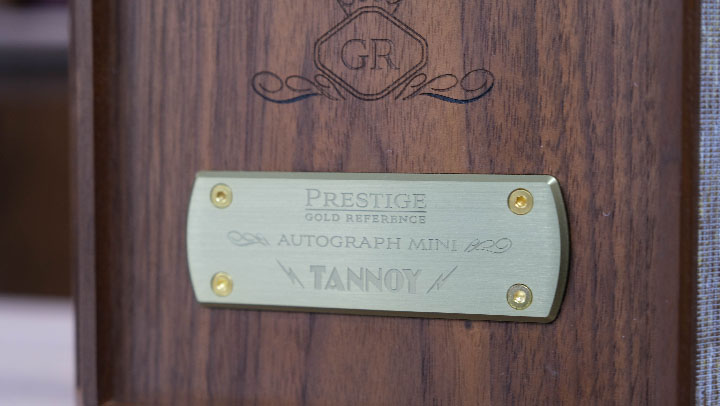 GR
PRESTIGE
GOLD REFERENCE
AUTOGRAPH MINI
TANNOY